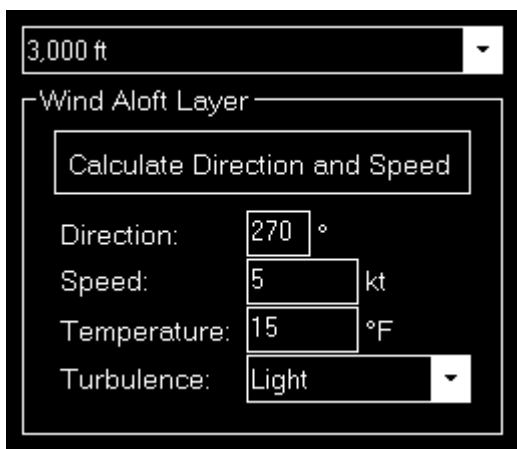 3,000 ft
Wind Aloft Layer
Calculate Direction and Speed
Direction: 270 °
Speed: 5 kt
Temperature: 15 °F
Turbulence: Light